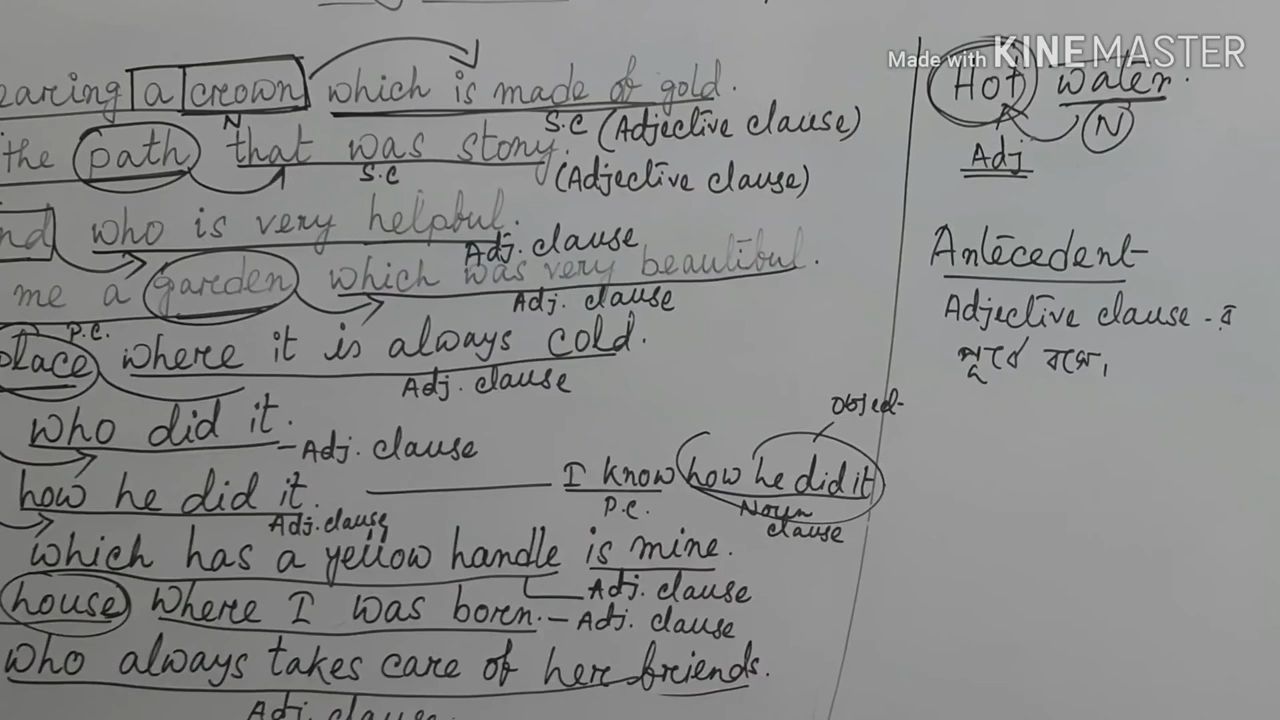 Made with KINEMASTER
earing a crown which is made of gold.
N
S.C (Adjective clause)
the path that was stony.
S.C
(Adjective clause)
nd who is very helpful.
Adj. clause
me a garden which was very beautiful.
Adj. clause
P.C.
place where it is always cold.
Adj. clause
who did it.
- Adj. clause
how he did it. I know how he did it
object
Adj. clause
P.C.
Noun clause
which has a yellow handle is mine.
Adj. clause
house where I was born. - Adj. clause
who always takes care of her friends.
Adj. clause
Hot water.
N
Adj
Antecedent
Adjective clause - র
পূর্বে বসে।